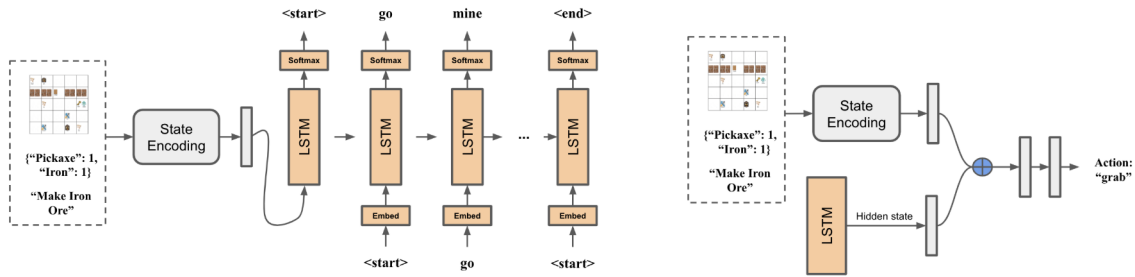 <start> go mine <end>
Softmax Softmax Softmax Softmax
{“Pickaxe”: 1,
“Iron”: 1}
“Make Iron
Ore”
State
Encoding
LSTM LSTM LSTM ... LSTM
Embed Embed Embed
<start> go <start>
{“Pickaxe”: 1,
“Iron”: 1}
“Make Iron
Ore”
State
Encoding
LSTM
Hidden state
Action:
“grab”